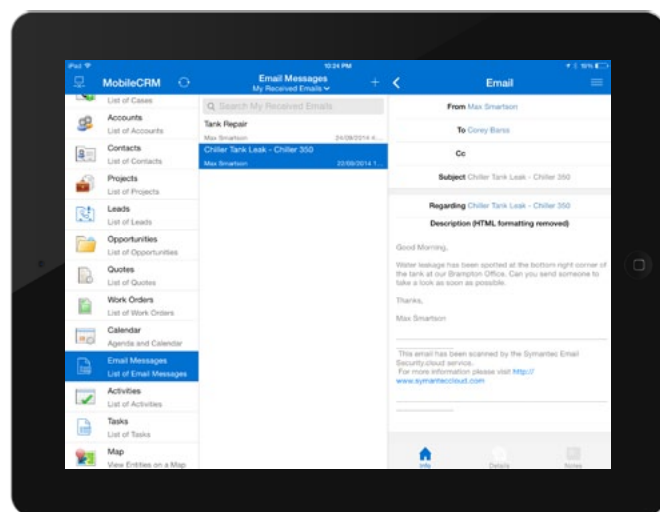 iPad
10:24 PM
MobileCRM
Email Messages
My Received Emails
+
Email
List of Cases
Accounts
List of Accounts
Contacts
List of Contacts
Projects
List of Projects
Leads
List of Leads
Opportunities
List of Opportunities
Quotes
List of Quotes
Work Orders
List of Work Orders
Calendar
Agenda and Calendar
Email Messages
List of Email Messages
Activities
List of Activities
Tasks
List of Tasks
Map
View Entities on a Map
Search My Received Emails
Tank Repair
Max Smartson
24/09/2014 4...
Chiller Tank Leak - Chiller 350
Max Smartson
22/09/2014 1...
From Max Smartson
To Corey Barss
Cc
Subject Chiller Tank Leak - Chiller 350
Regarding Chiller Tank Leak - Chiller 350
Description (HTML formatting removed)
Good Morning,
Water leakage has been spotted at the bottom right corner of
the tank at our Brampton Office. Can you send someone to
take a look as soon as possible.
Thanks,
Max Smartson
This email has been scanned by the Symantec Email
Security.cloud service.
For more information please visit http://
www.symanteccloud.com
Info
Details
Notes